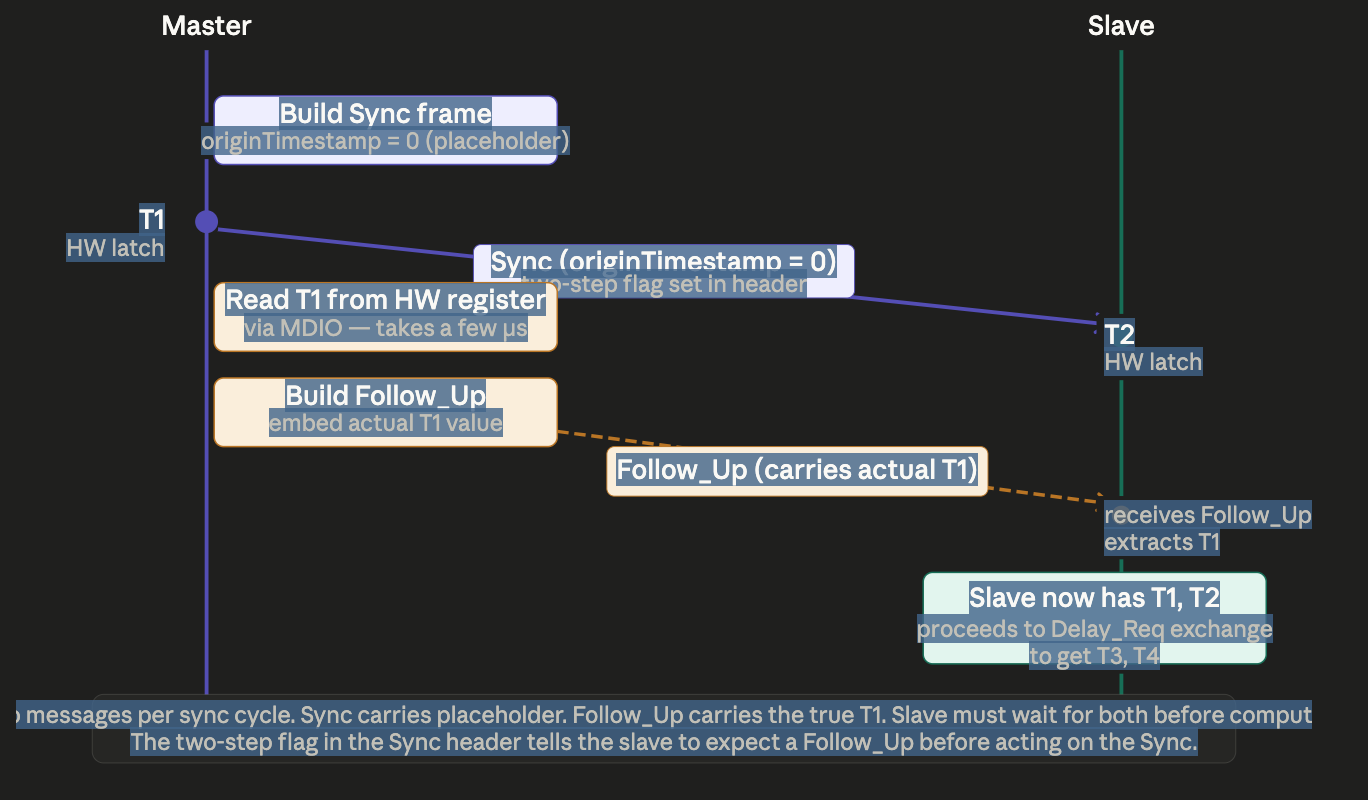 Master
Slave
Build Sync frame
originTimestamp = 0 (placeholder)
T1
HW latch
Sync (originTimestamp = 0)
two-step flag set in header
Read T1 from HW register
via MDIO — takes a few µs
T2
HW latch
Build Follow_Up
embed actual T1 value
Follow_Up (carries actual T1)
receives Follow_Up
extracts T1
Slave now has T1, T2
proceeds to Delay_Req exchange
to get T3, T4
messages per sync cycle. Sync carries placeholder. Follow_Up carries the true T1. Slave must wait for both before comput
The two-step flag in the Sync header tells the slave to expect a Follow_Up before acting on the Sync.